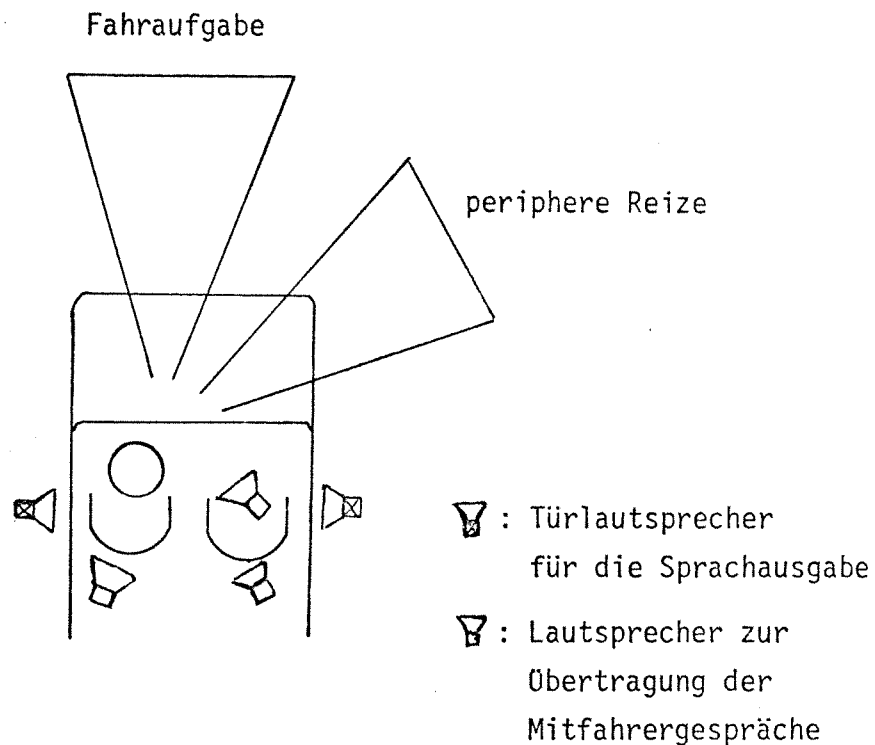 Fahraufgabe
periphere Reize
: Türlautsprecher
für die Sprachausgabe
: Lautsprecher zur
Übertragung der
Mitfahrergespräche